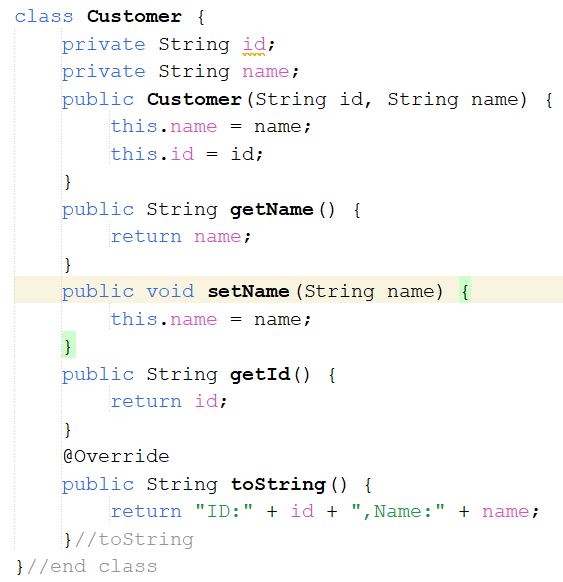 class Customer {
    private String id;
    private String name;
    public Customer(String id, String name) {
        this.name = name;
        this.id = id;
    }
    public String getName() {
        return name;
    }
    public void setName(String name) {
        this.name = name;
    }
    public String getId() {
        return id;
    }
    @Override
    public String toString() {
        return "ID:" + id + ",Name:" + name;
    }//toString
}//end class